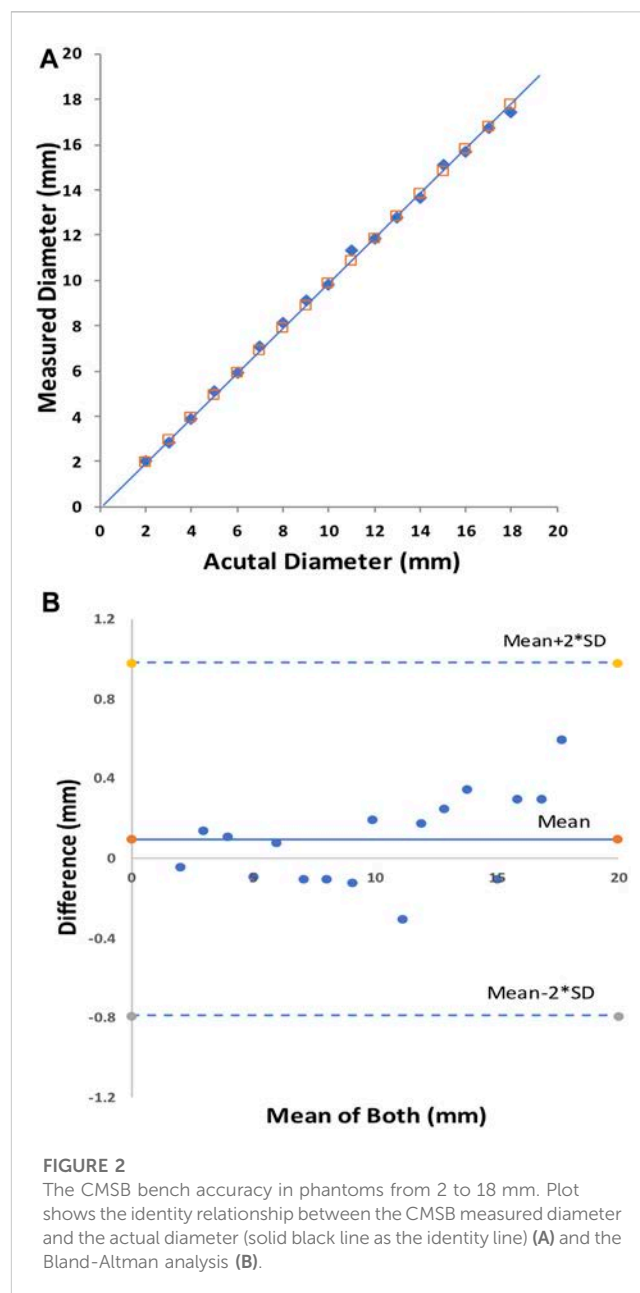 A
20
18
16
14
12
10
8
6
4
2
0
Measured Diameter (mm)
0 2 4 6 8 10 12 14 16 18 20
Acutal Diameter (mm)
B
1.2
0.8
0.4
0
-0.4
-0.8
-1.2
Difference (mm)
Mean+2*SD
Mean
0 5 10 15 20
Mean-2*SD
Mean of Both (mm)
FIGURE 2
The CMSB bench accuracy in phantoms from 2 to 18 mm. Plot
shows the identity relationship between the CMSB measured diameter
and the actual diameter (solid black line as the identity line) (A) and the
Bland-Altman analysis (B).